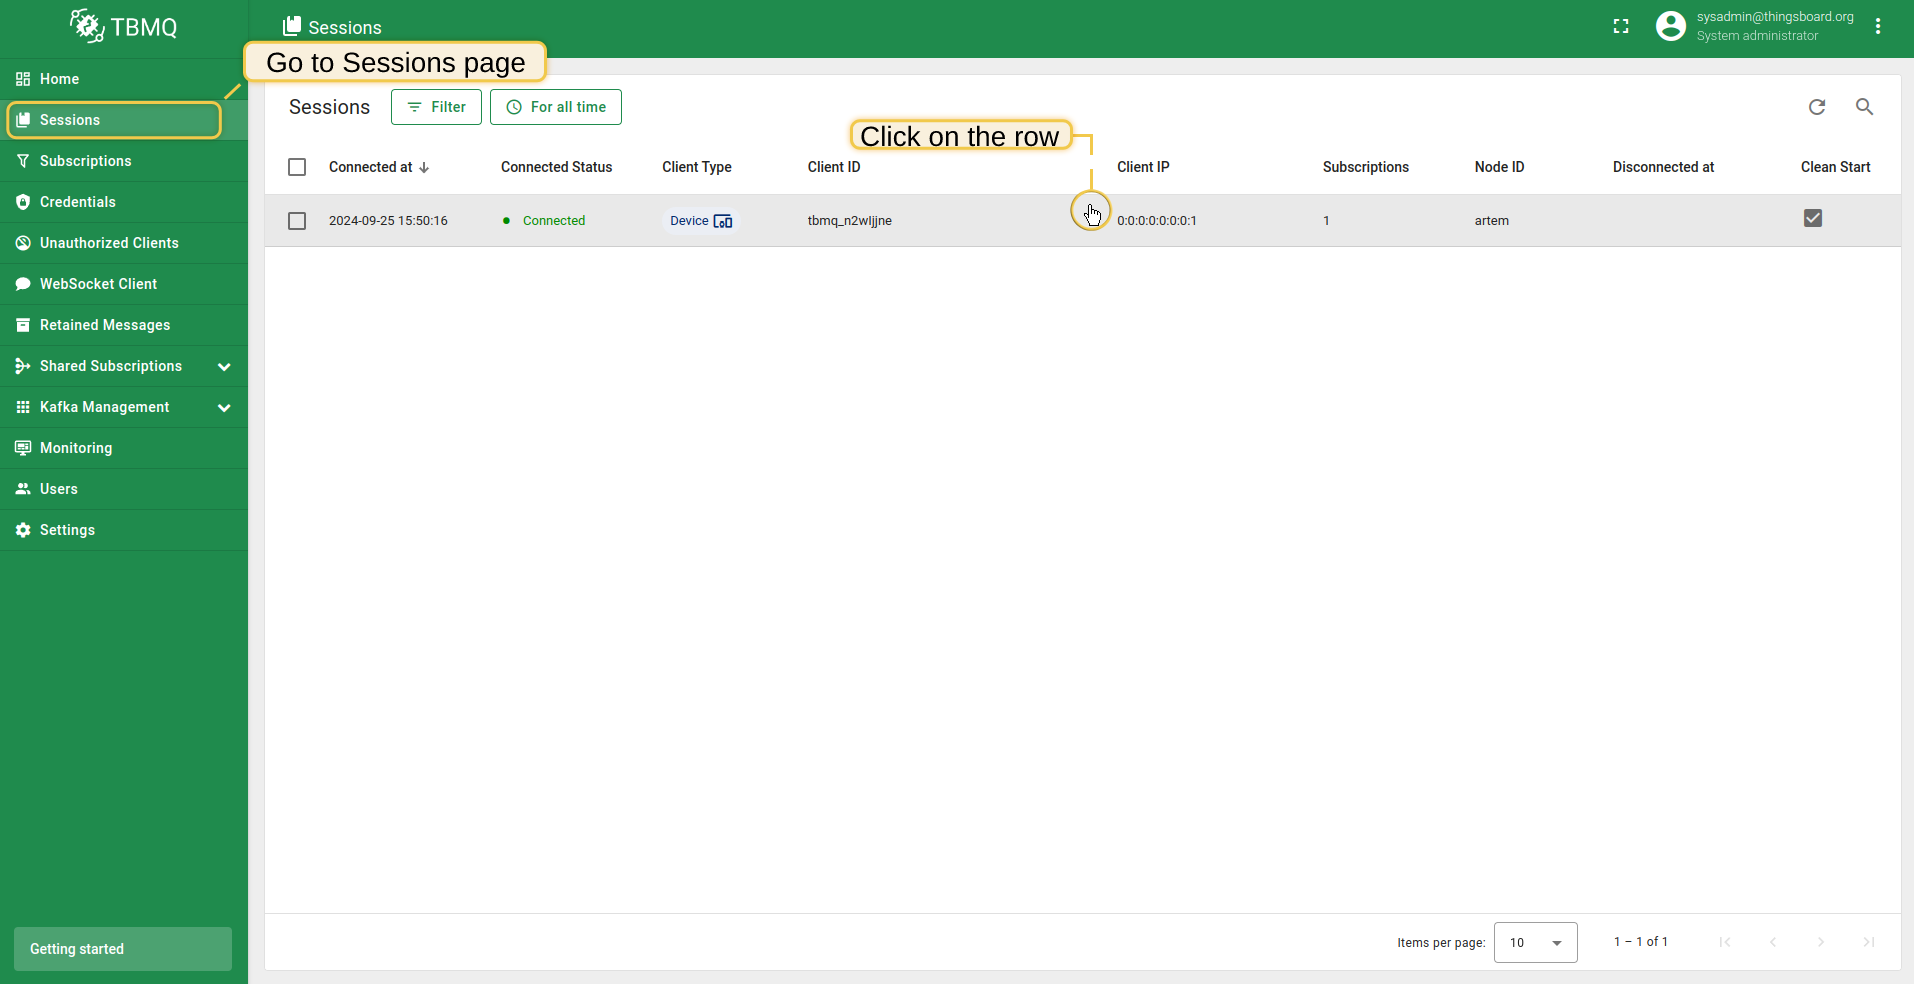 TBMQ
Sessions
sysadmin@thingsboard.org
System administrator
Go to Sessions page
Home
Sessions
Subscriptions
Credentials
Unauthorized Clients
WebSocket Client
Retained Messages
Shared Subscriptions
Kafka Management
Monitoring
Users
Settings
Getting started
Sessions
Filter
For all time
Click on the row
Connected at Connected Status Client Type Client ID Client IP Subscriptions Node ID Disconnected at Clean Start
2024-09-25 15:50:16 Connected Device tbmq_n2wljjne 0:0:0:0:0:0:0:1 1 artem
Items per page: 10 1 – 1 of 1